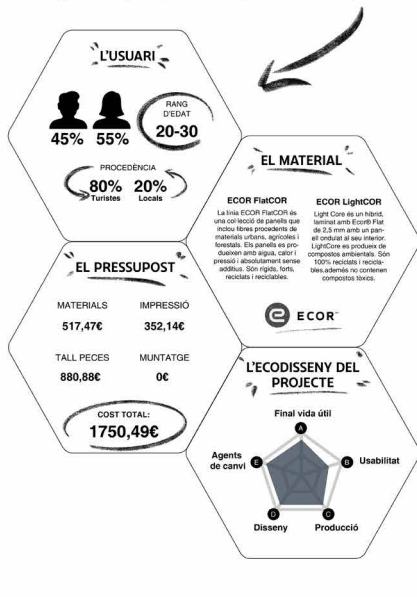 L'USUARI
45% 55%
RANG
D'EDAT
20-30
PROCEDÈNCIA
80% 20%
Turistes Locals
EL MATERIAL
ECOR FlatCOR
La línia ECOR FlatCOR és
una col·lecció de panells que
inclou fibres procedents de
materials urbans, agrícoles i
forestals. Els panells es pro-
dueixen amb aigua, calor i
pressió i absolutament sense
additius. Són rígids, forts,
reciclats i reciclables.
ECOR LightCOR
Light Core és un híbrid,
laminat amb Ecor® Flat
de 2,5 mm amb un pan-
ell ondulat al seu interior.
LightCore es produeix de
compostos ambientals. Són
100% reciclats i recicla-
bles,ademés no contenen
compostos tòxics.
e ECOR™
EL PRESSUPOST
MATERIALS IMPRESSIÓ
517,47€ 352,14€
TALL PECES MUNTATGE
880,88€ 0€
COST TOTAL:
1750,49€
L'ECODISSENY DEL
PROJECTE
Final vida útil
A
Agents
de canvi
E
B
Usabilitat
D
C
Disseny
Producció